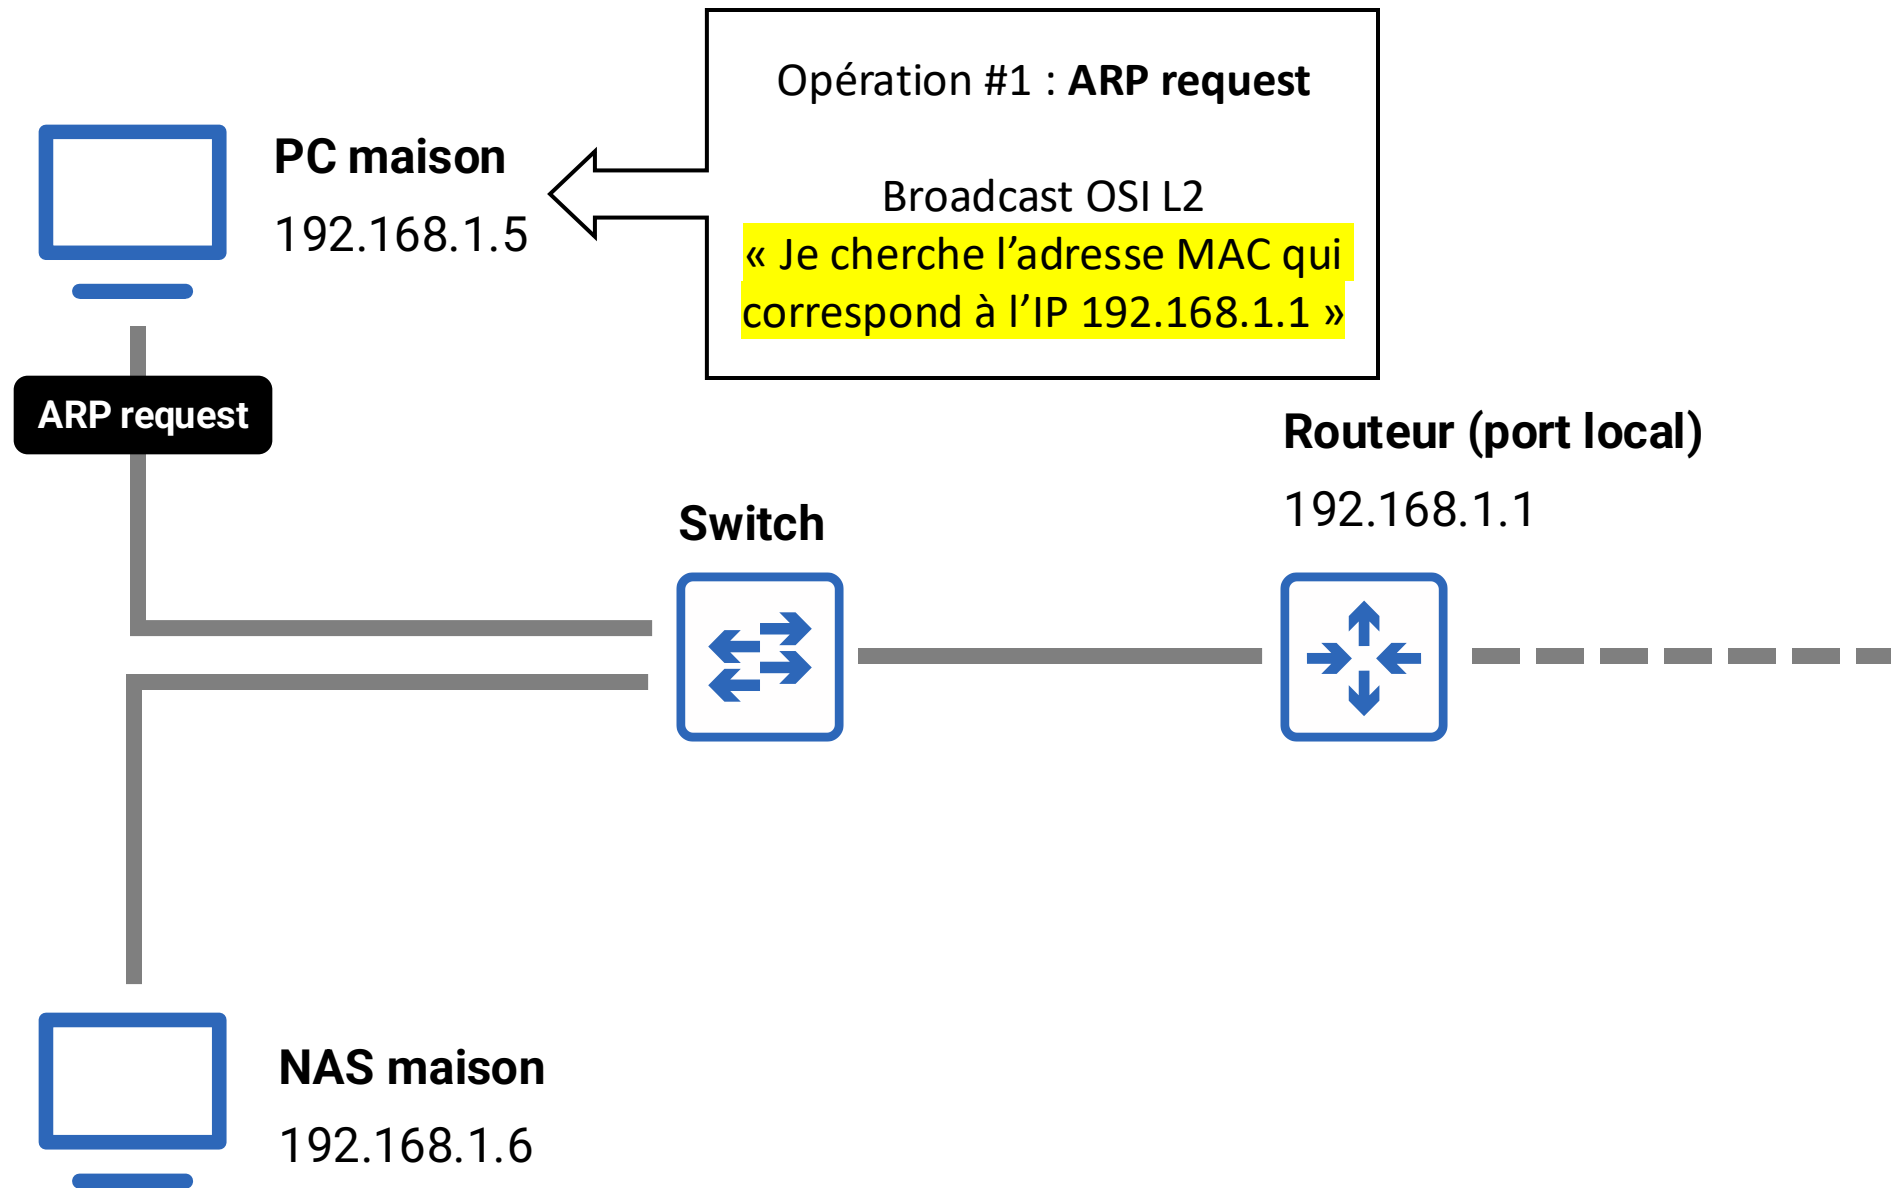 Opération #1 : ARP request
Broadcast OSI L2
« Je cherche l’adresse MAC qui
correspond à l’IP 192.168.1.1 »
PC maison
192.168.1.5
ARP request
Routeur (port local)
192.168.1.1
Switch
NAS maison
192.168.1.6